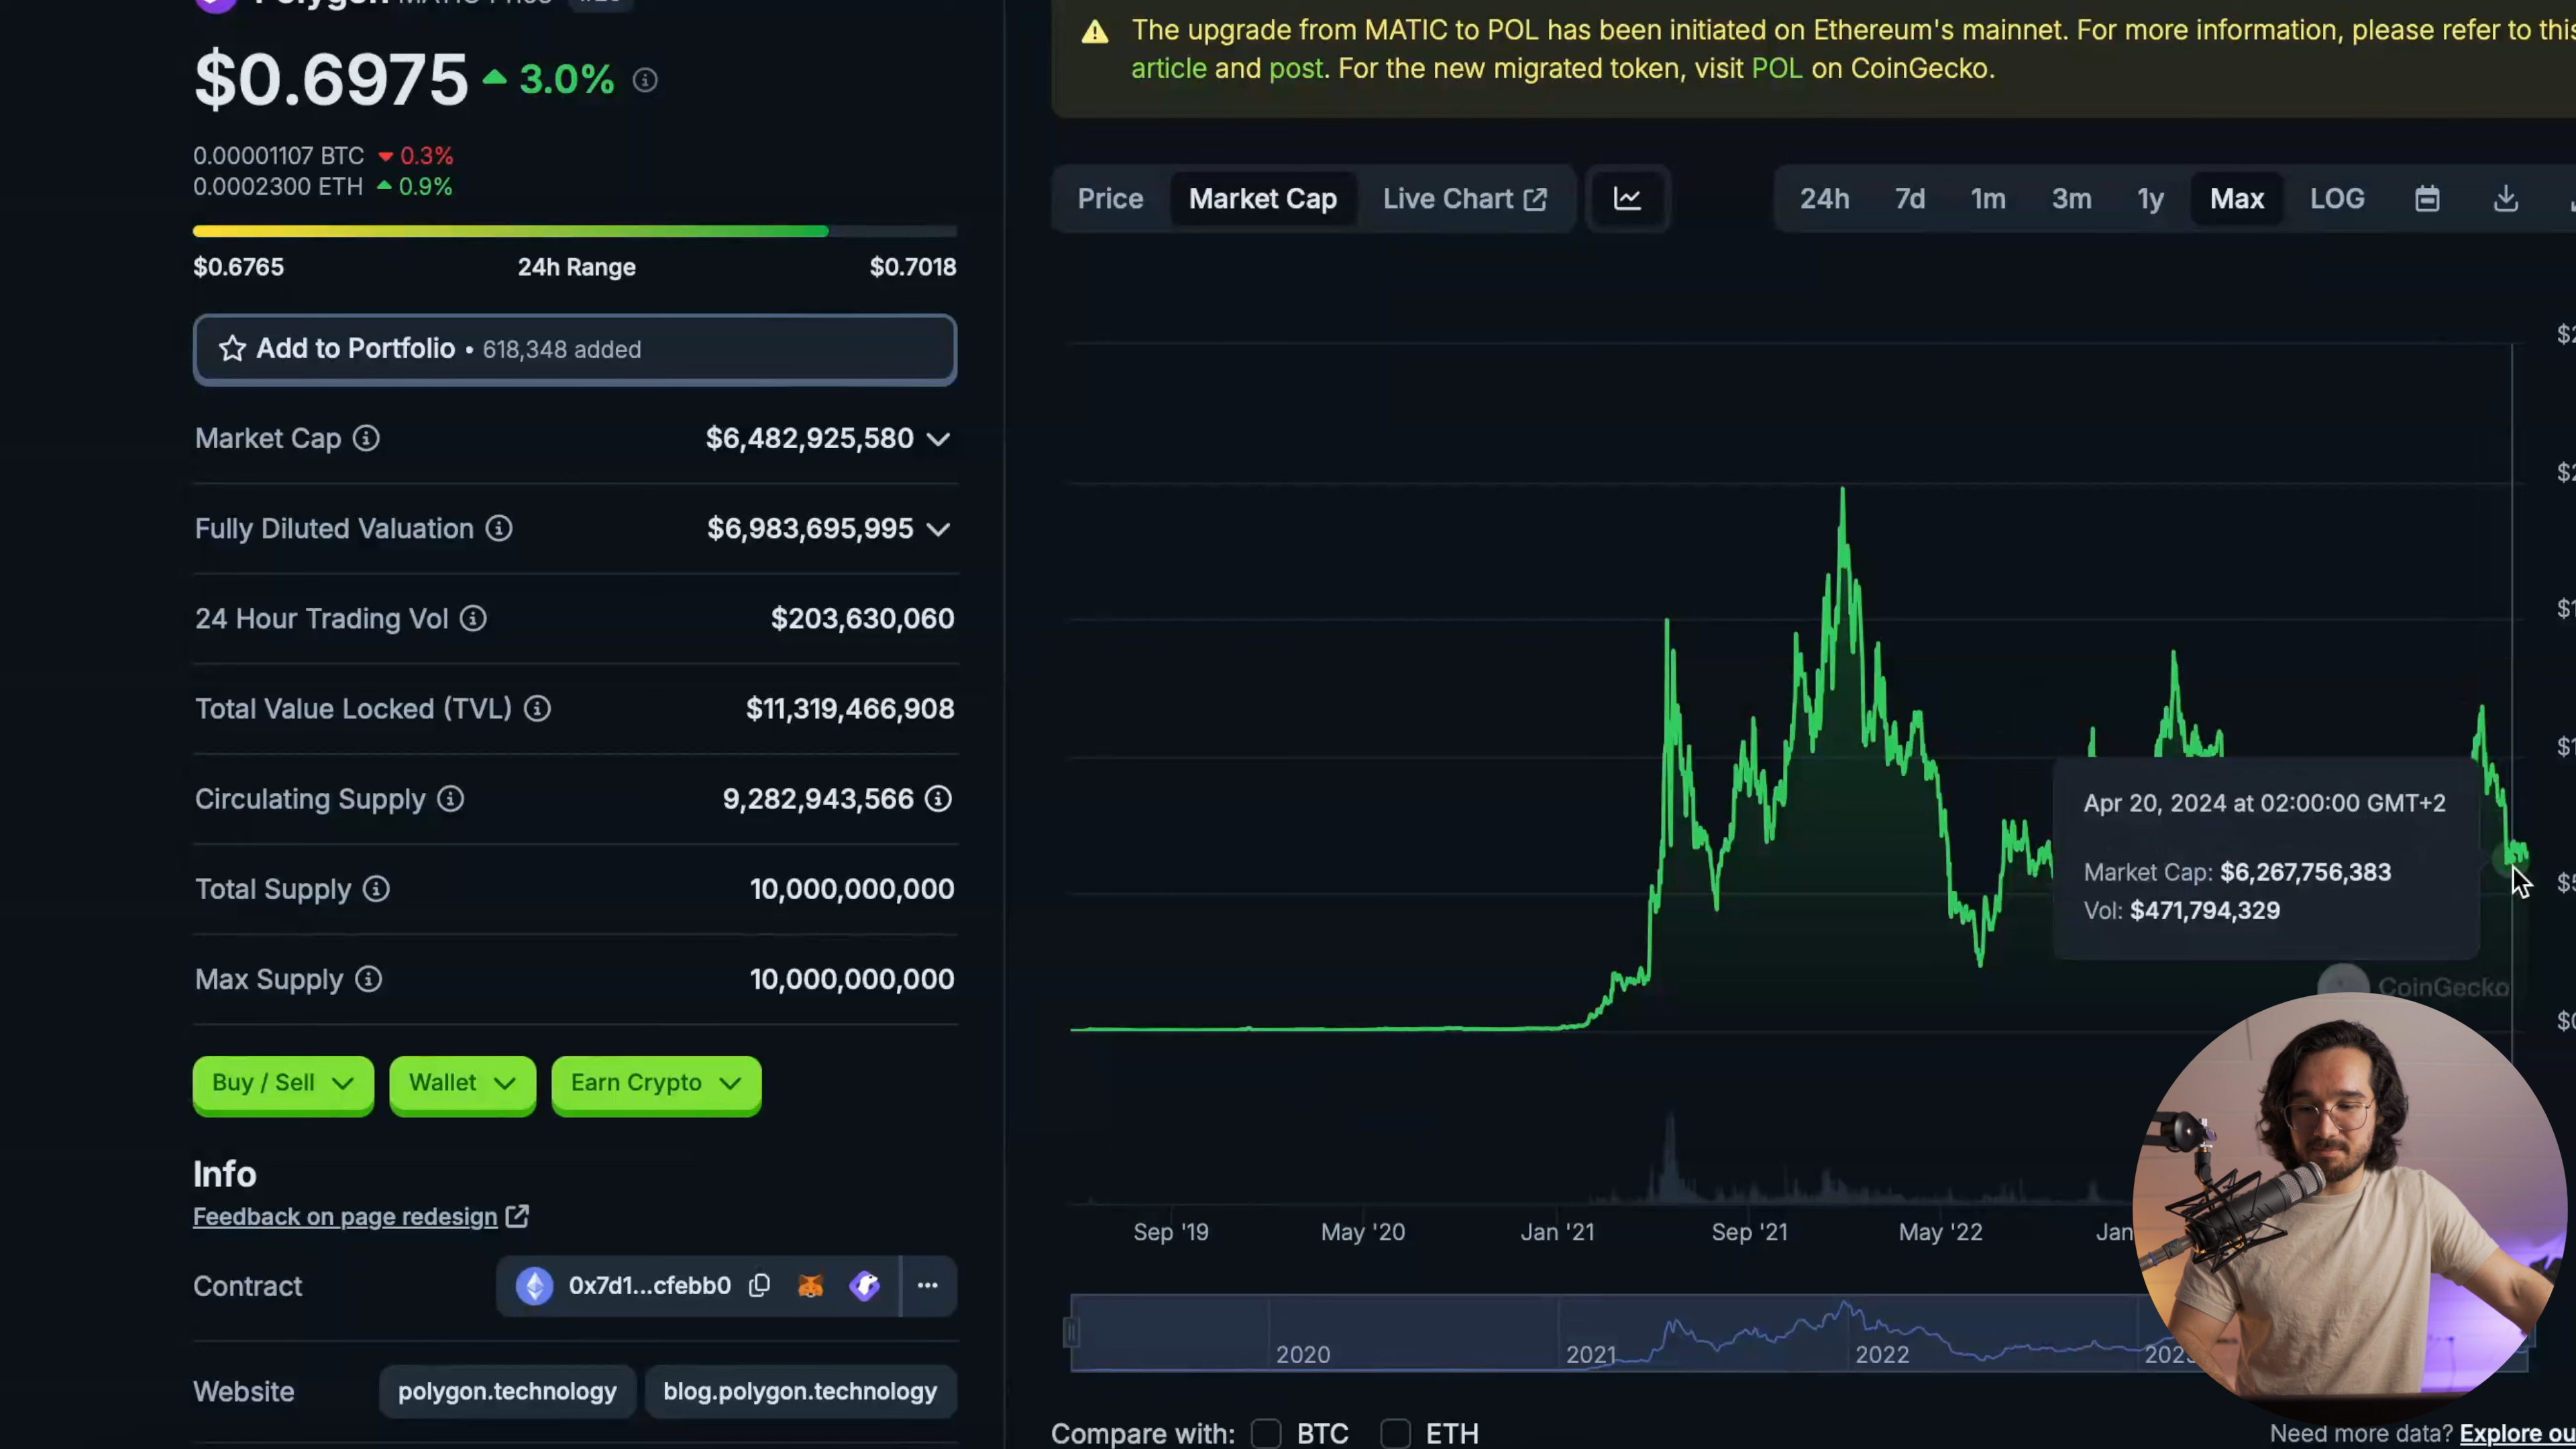 Polygon
$0.6975 3.0%
0.00001107 BTC 0.3%
0.0002300 ETH 0.9%
$0.6765 24h Range $0.7018
Add to Portfolio • 618,348 added
Market Cap $6,482,925,580
Fully Diluted Valuation $6,983,695,995
24 Hour Trading Vol $203,630,060
Total Value Locked (TVL) $11,319,466,908
Circulating Supply 9,282,943,566
Total Supply 10,000,000,000
Max Supply 10,000,000,000
Buy / Sell Wallet Earn Crypto
Info
Feedback on page redesign
Contract 0x7d1...cfebb0
Website polygon.technology blog.polygon.technology
The upgrade from MATIC to POL has been initiated on Ethereum's mainnet. For more information, please refer to this
article and post. For the new migrated token, visit POL on CoinGecko.
Price Market Cap Live Chart 24h 7d 1m 3m 1y Max LOG
Apr 20, 2024 at 02:00:00 GMT+2
Market Cap: $6,267,756,383
Vol: $471,794,329
CoinGecko
Sep '19 May '20 Jan '21 Sep '21 May '22 Jan
2020 2021 2022
Compare with: BTC ETH
Need more data? Explore ou